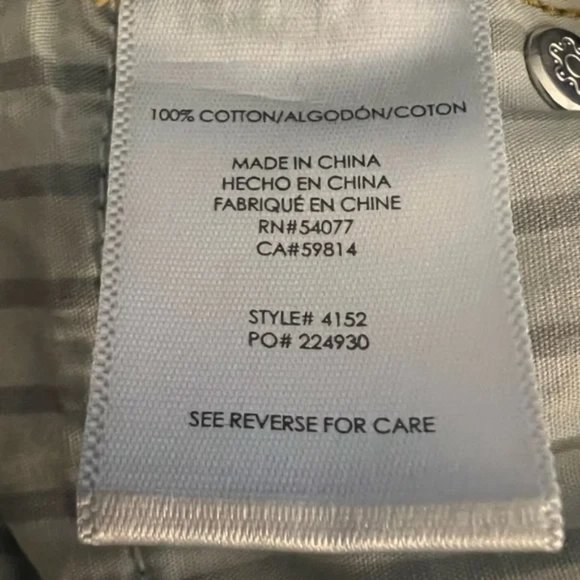 100% COTTON/ALGODÓN/COTON
MADE IN CHINA
HECHO EN CHINA
FABRIQUÉ EN CHINE
RN#54077
CA#59814
STYLE# 4152
PO# 224930
SEE REVERSE FOR CARE